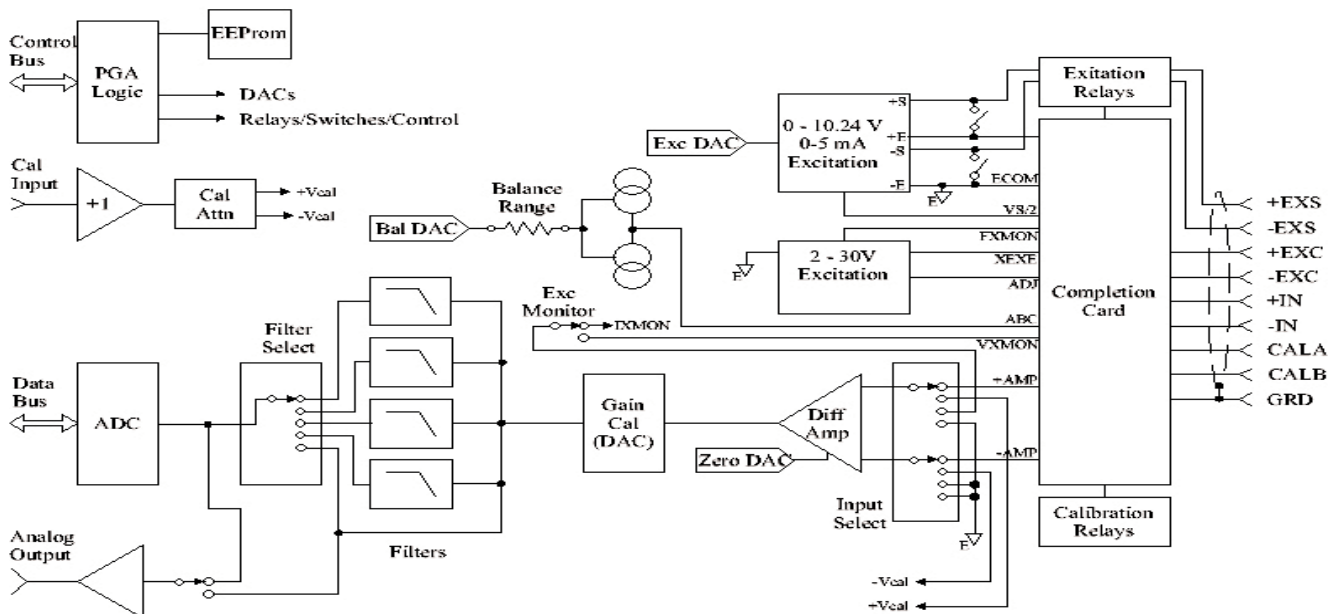 Control
Bus
PGA
Logic
EEProm
DACs
Relays/Switches/Control
Cal
Input
+1
Cal
Attn
+Vcal
-Vcal
Bal DAC
Balance
Range
Exc DAC
0 - 10.24 V
0-5 mA
Excitation
+S
+E
-S
-E
E
ECOM
VS/2
2 - 30V
Excitation
E
FXMON
XEXE
ADJ
ABC
VXMON
+AMP
-AMP
Exitation
Relays
Completion
Card
Calibration
Relays
+EXS
-EXS
+EXC
-EXC
+IN
-IN
CALA
CALB
GRD
Exc
Monitor
IXMON
Data
Bus
ADC
Filter
Select
Filters
Gain
Cal
(DAC)
Diff
Amp
Zero DAC
Input
Select
E
-Vcal
+Vcal
Analog
Output